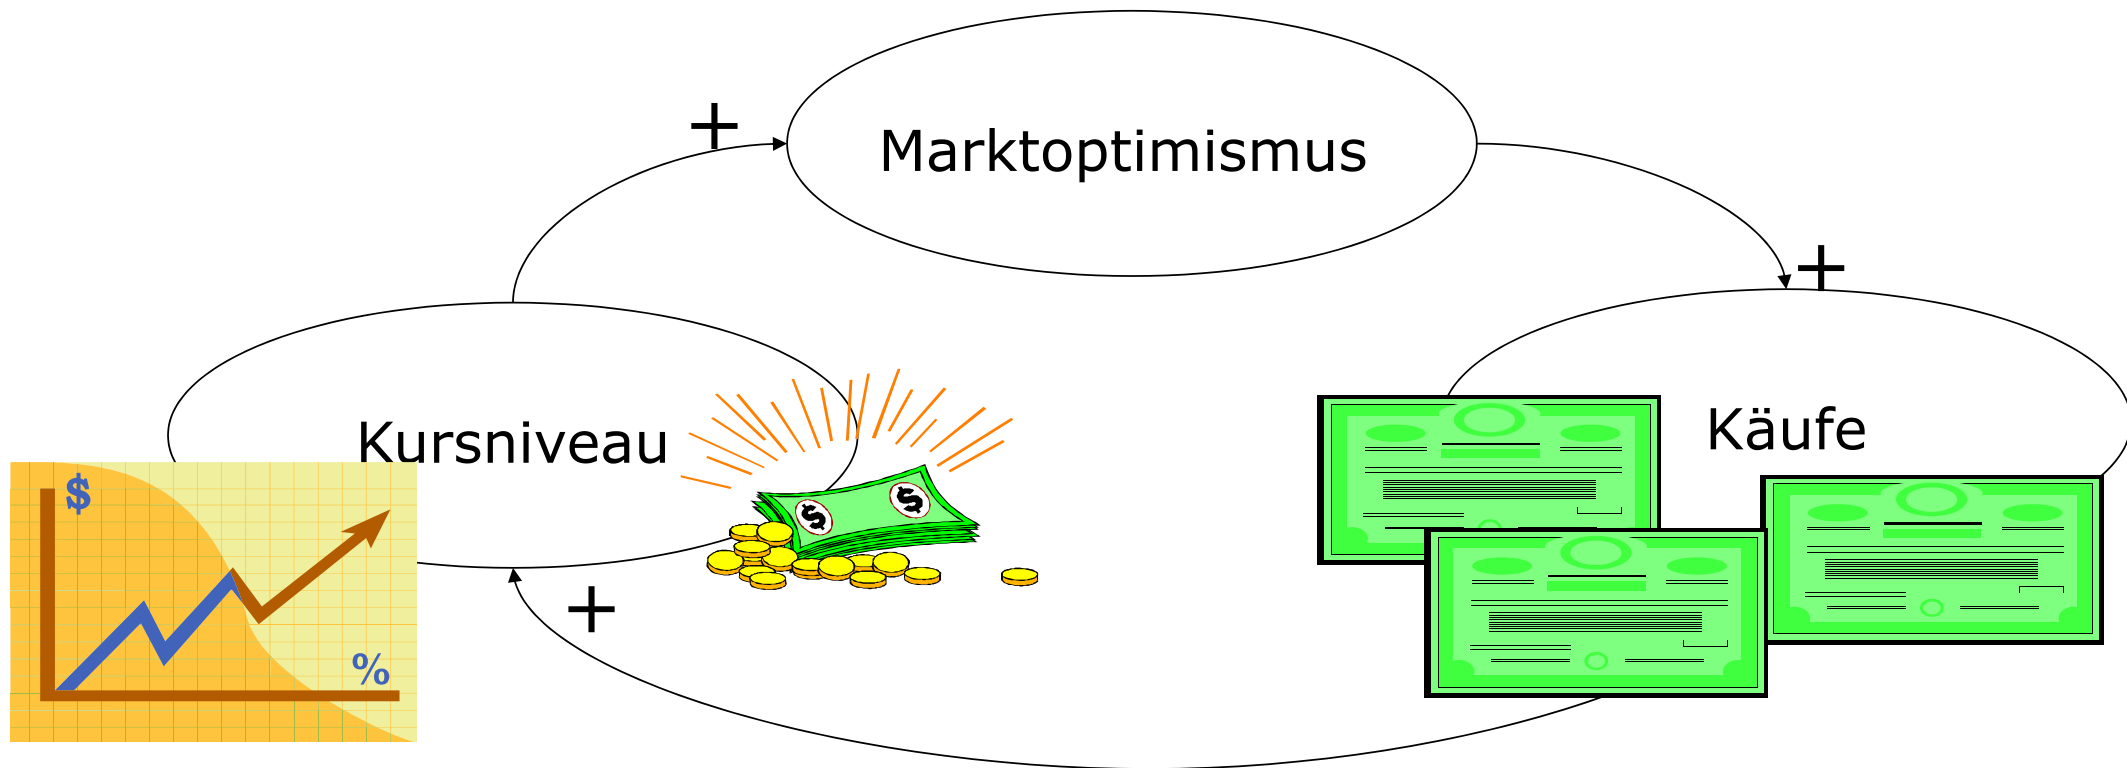 +
Marktoptimismus
+
Kursniveau
Käufe
$
$
$
%
+